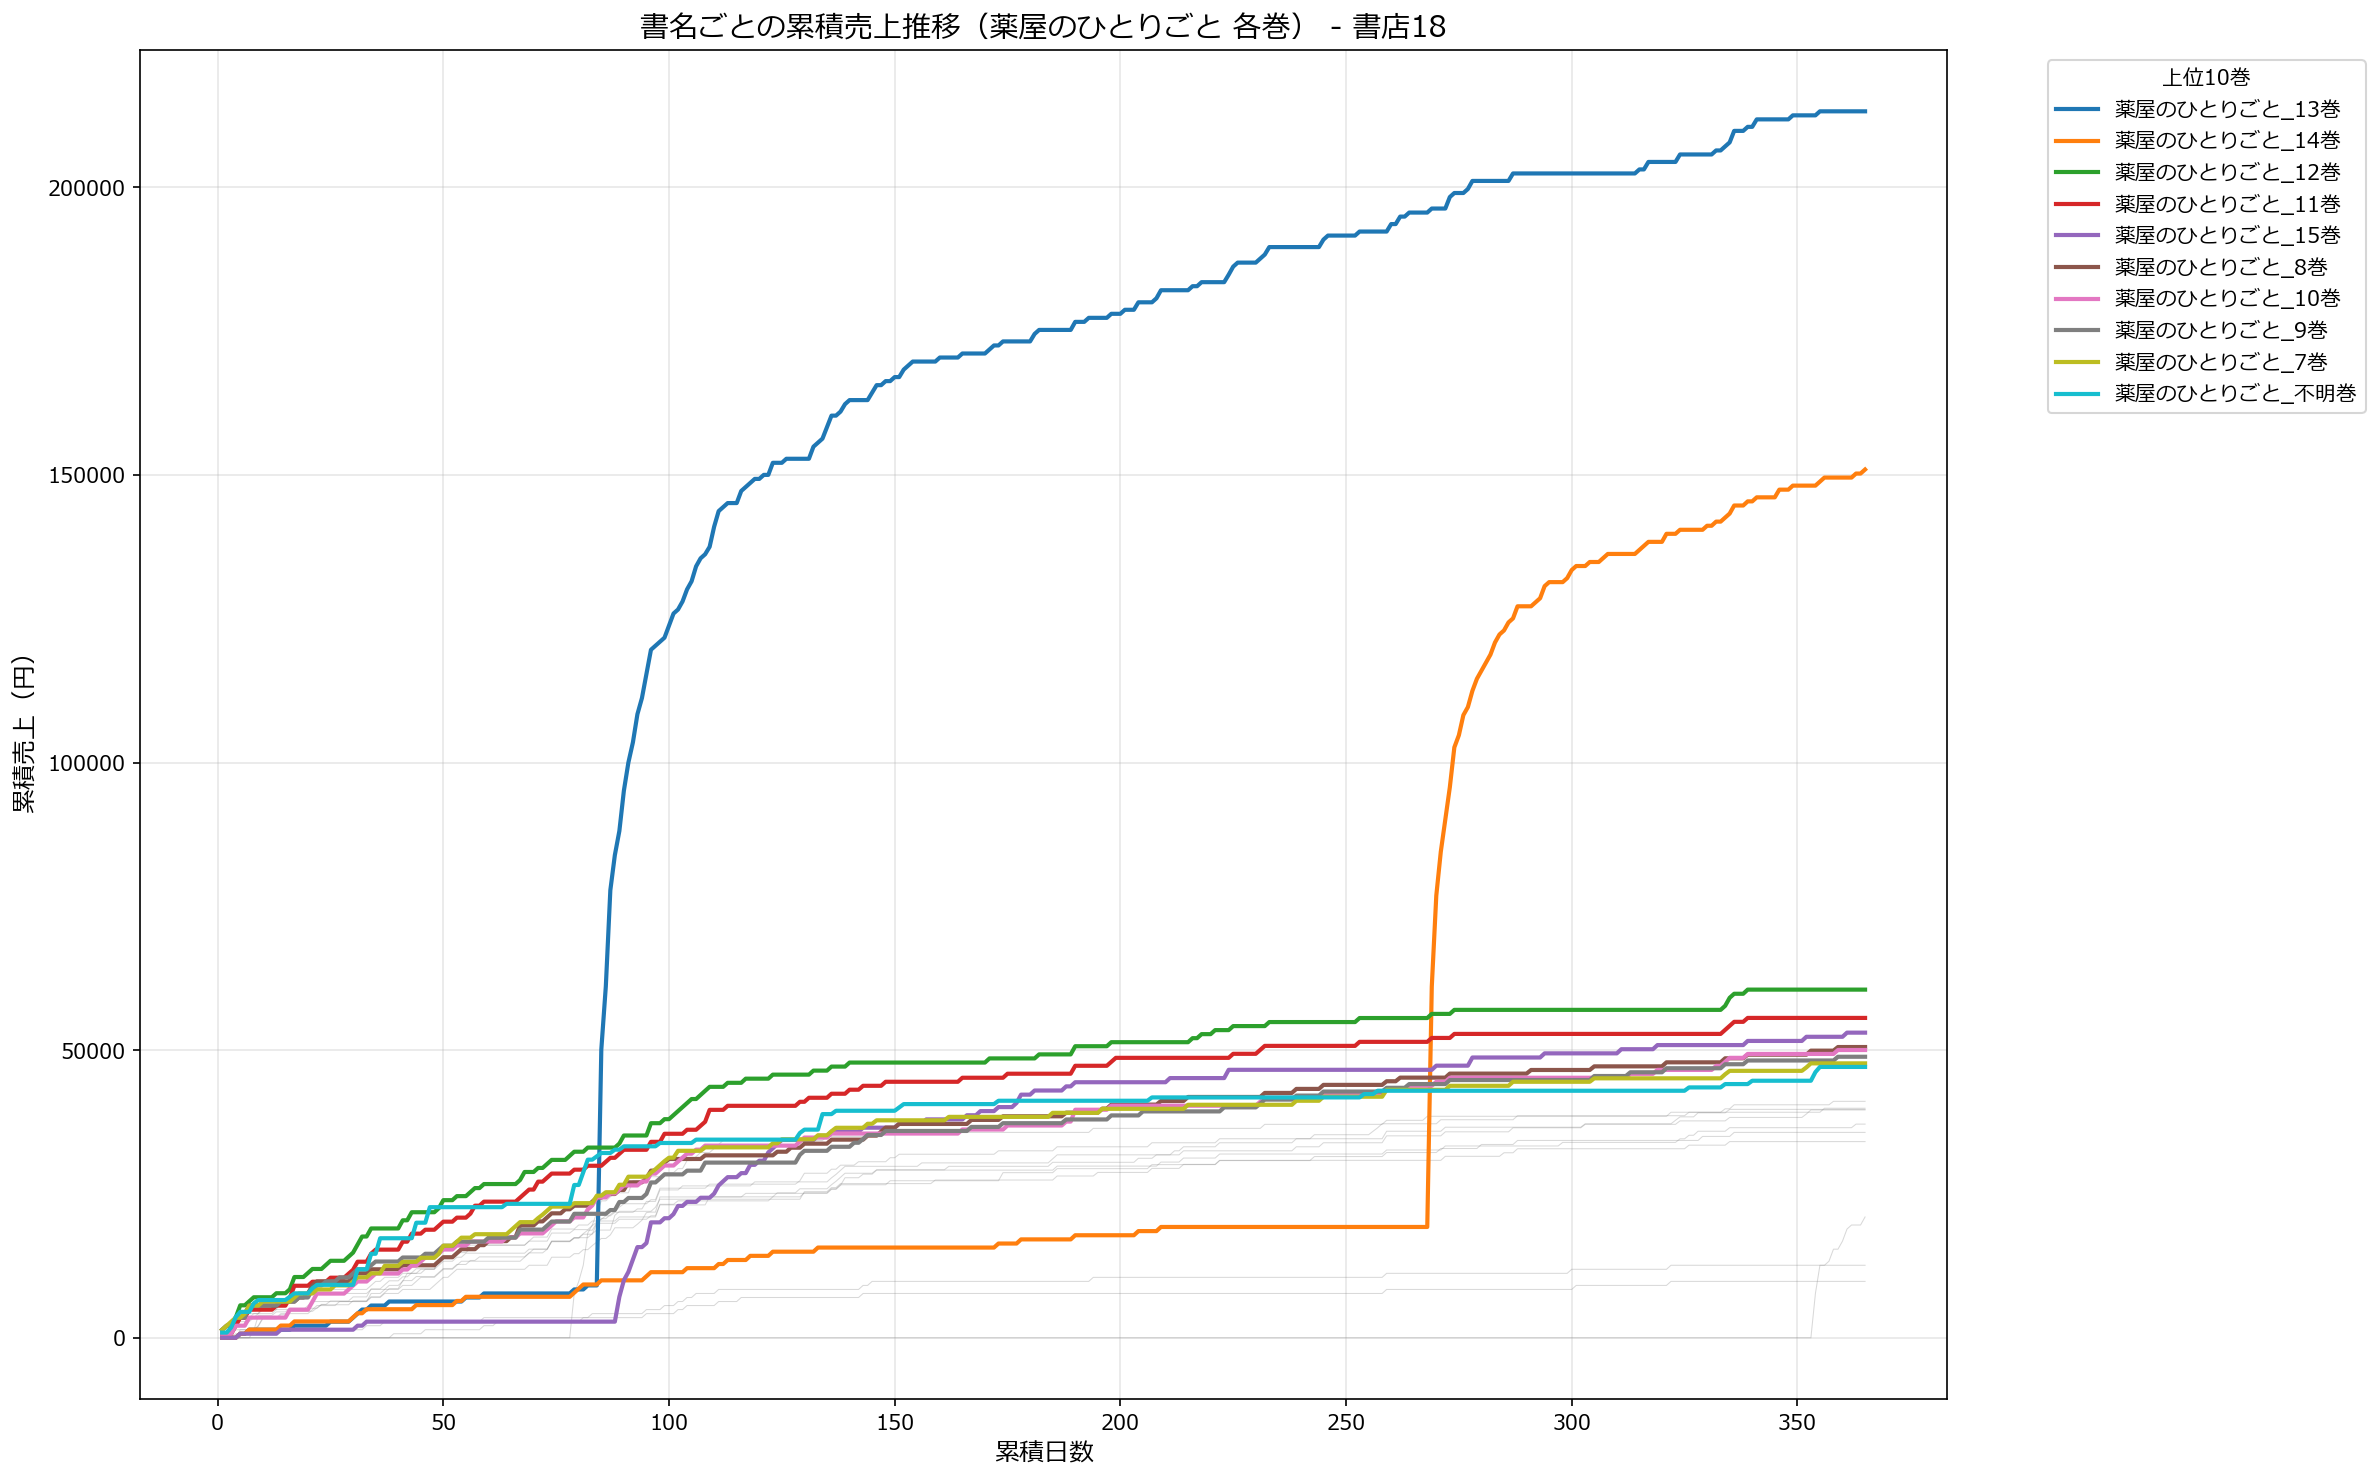 書名ごとの累積売上推移（薬屋のひとりごと 各巻） - 書店18
累積売上（円）
200000
150000
100000
50000
0
0
50
100
150
200
250
300
350
累積日数
上位10巻
薬屋のひとりごと_13巻
薬屋のひとりごと_14巻
薬屋のひとりごと_12巻
薬屋のひとりごと_11巻
薬屋のひとりごと_15巻
薬屋のひとりごと_8巻
薬屋のひとりごと_10巻
薬屋のひとりごと_9巻
薬屋のひとりごと_7巻
薬屋のひとりごと_不明巻